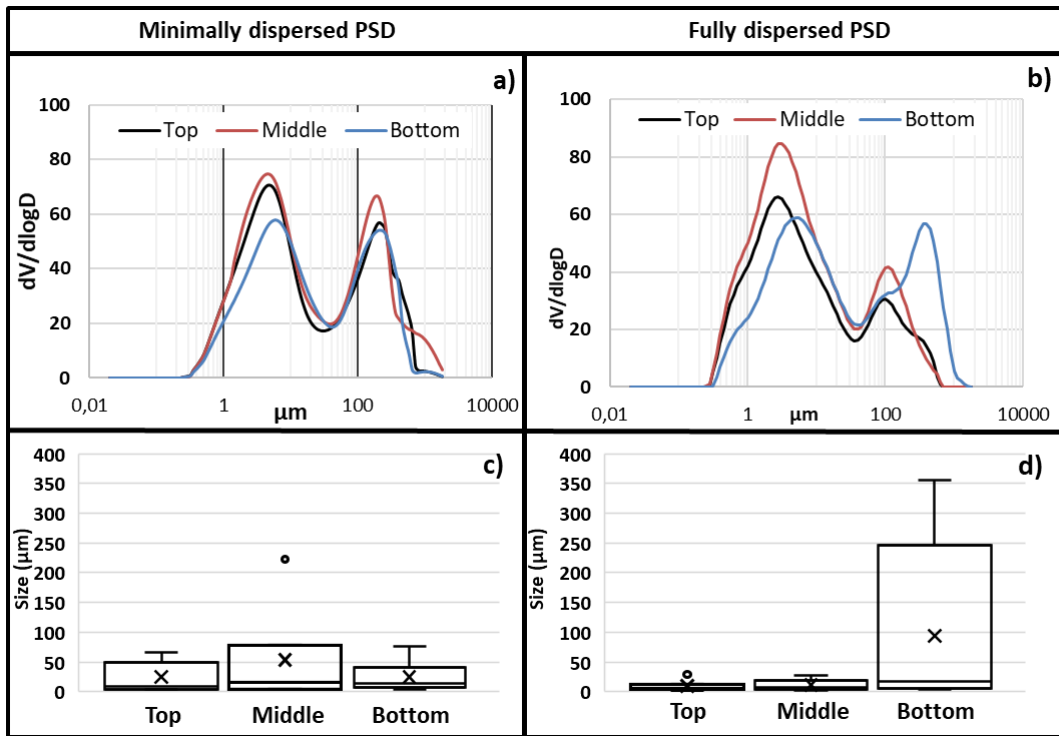 Minimally dispersed PSD
Fully dispersed PSD
a)
100
80
60
40
20
0
dV/dlogD
Top Middle Bottom
0,01 1 100 10000
µm
b)
100
80
60
40
20
0
dV/dlogD
Top Middle Bottom
0,01 1 100 10000
µm
c)
400
350
300
250
200
150
100
50
0
Size (µm)
Top Middle Bottom
d)
400
350
300
250
200
150
100
50
0
Size (µm)
Top Middle Bottom